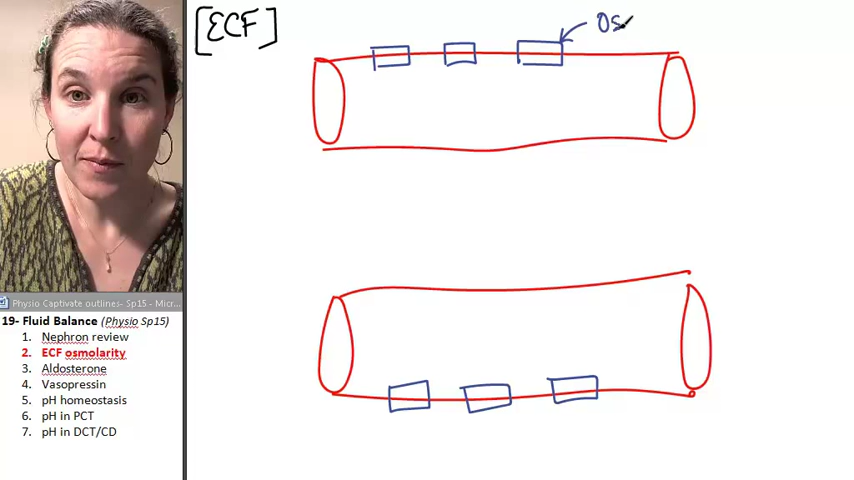 [ECF]
Os
Physio Captivate outlines- Sp15 - Micr...
19- Fluid Balance (Physio Sp15)
1. Nephron review
2. ECF osmolarity
3. Aldosterone
4. Vasopressin
5. pH homeostasis
6. pH in PCT
7. pH in DCT/CD